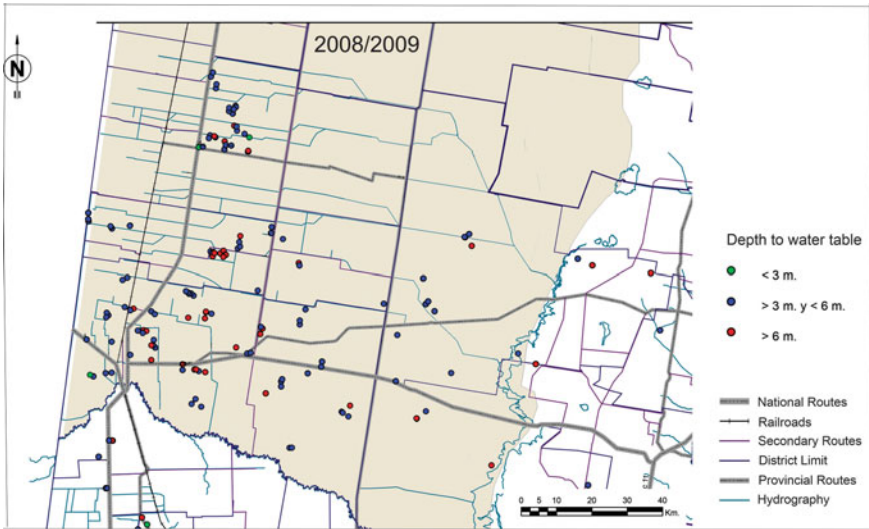 2008/2009
N
Depth to water table
< 3 m.
> 3 m. y < 6 m.
> 6 m.
National Routes
Railroads
Secondary Routes
District Limit
Provincial Routes
Hydrography
0 5 10 20 30 40
Km.